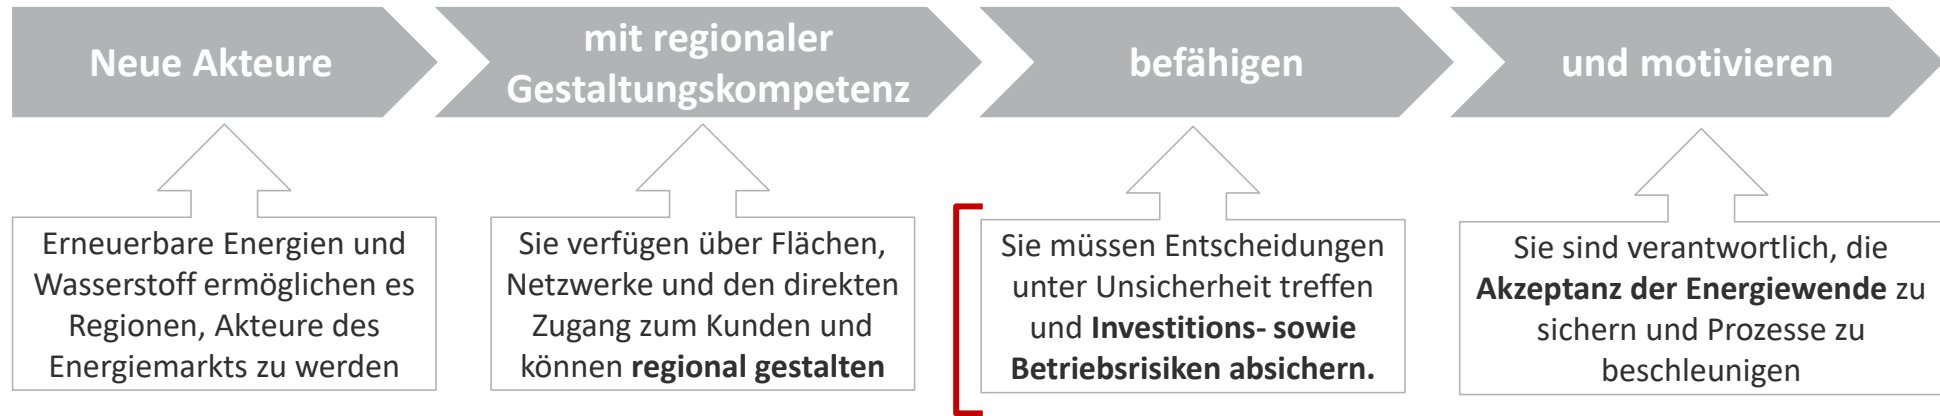 Neue Akteure
mit regionaler
Gestaltungskompetenz
befähigen
und motivieren
Erneuerbare Energien und
Wasserstoff ermöglichen es
Regionen, Akteure des
Energiemarkts zu werden
Sie verfügen über Flächen,
Netzwerke und den direkten
Zugang zum Kunden und
können regional gestalten
Sie müssen Entscheidungen
unter Unsicherheit treffen
und Investitions- sowie
Betriebsrisiken absichern.
Sie sind verantwortlich, die
Akzeptanz der Energiewende zu
sichern und Prozesse zu
beschleunigen